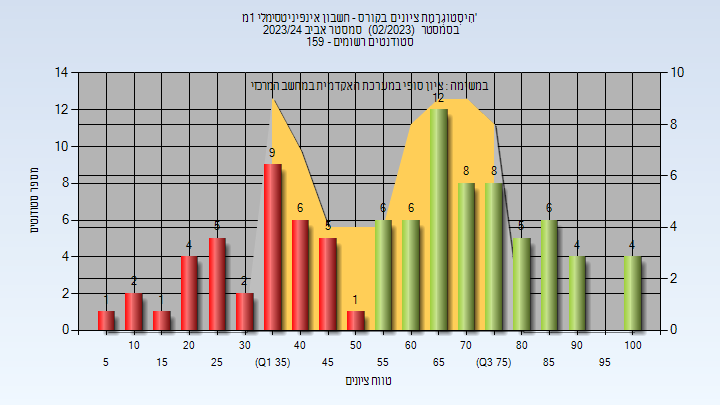 היסטוגרמת ציונים בקורס - חשבון אינפיניטסימלי 1מ'
בסמסטר (02/2023) סמסטר אביב 2023/24
סטודנטים רשומים - 159
במשימה : ציון סופי במערכת האקדמית במחשב המרכזי
מספר סטודנטים
14 12 10 8 6 4 2 0
10 8 6 4 2 0
1 2 1 4 5 2 9 6 5 1 6 6 12 8 8 5 6 4 4
10 20 30 40 50 60 70 80 90 100
5 15 25 (Q1 35) 45 55 65 (Q3 75) 85 95
טווח ציונים